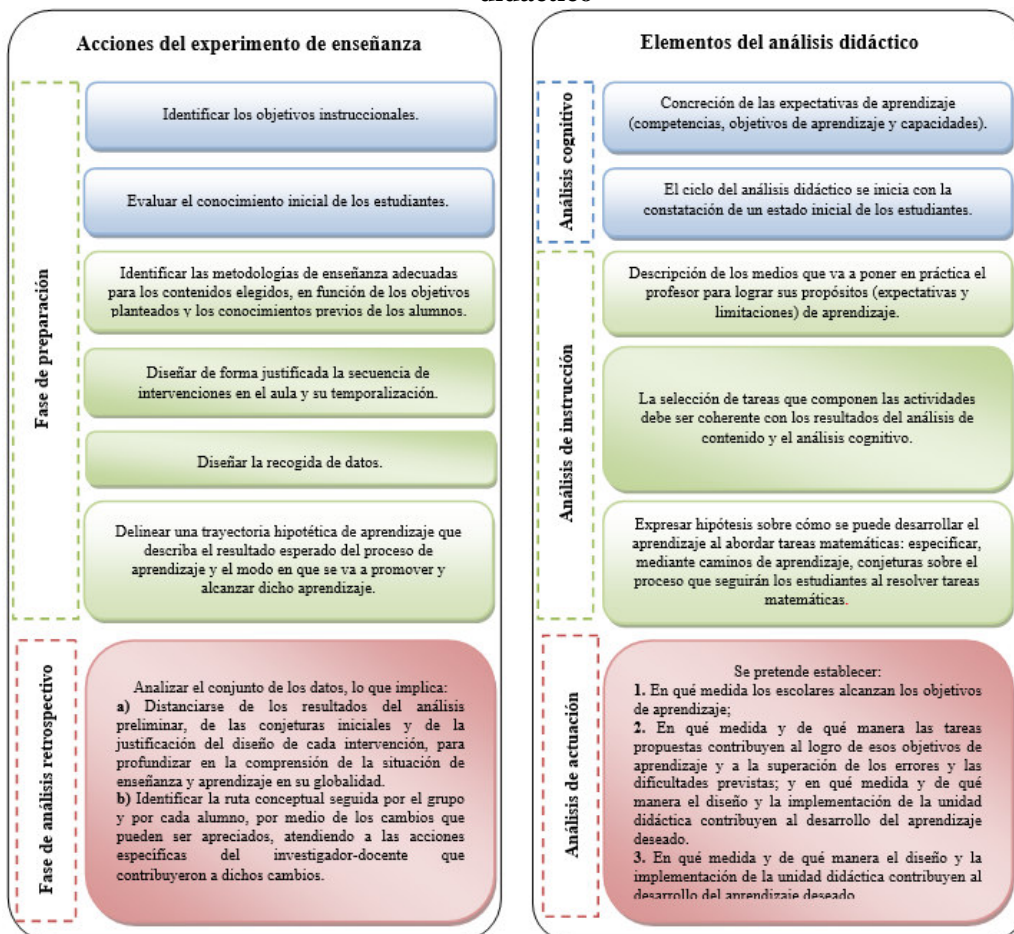 didáctico
Acciones del experimento de enseñanza
Fase de preparación
Identificar los objetivos instruccionales.
Evaluar el conocimiento inicial de los estudiantes.
Identificar las metodologías de enseñanza adecuadas
para los contenidos elegidos, en función de los objetivos
planteados y los conocimientos previos de los alumnos.
Diseñar de forma justificada la secuencia de
intervenciones en el aula y su temporalización.
Diseñar la recogida de datos.
Delinear una trayectoria hipotética de aprendizaje que
describa el resultado esperado del proceso de
aprendizaje y el modo en que se va a promover y
alcanzar dicho aprendizaje.
Fase de análisis retrospectivo
Analizar el conjunto de los datos, lo que implica:
a) Distanciarse de los resultados del análisis
preliminar, de las conjeturas iniciales y de la
justificación del diseño de cada intervención, para
profundizar en la comprensión de la situación de
enseñanza y aprendizaje en su globalidad.
b) Identificar la ruta conceptual seguida por el grupo
y por cada alumno, por medio de los cambios que
pueden ser apreciados, atendiendo a las acciones
específicas del investigador-docente que
contribuyeron a dichos cambios.
Elementos del análisis didáctico
Análisis cognitivo
Concreción de las expectativas de aprendizaje
(competencias, objetivos de aprendizaje y capacidades).
El ciclo del análisis didáctico se inicia con la
constatación de un estado inicial de los estudiantes.
Análisis de instrucción
Descripción de los medios que va a poner en práctica el
profesor para lograr sus propósitos (expectativas y
limitaciones) de aprendizaje.
La selección de tareas que componen las actividades
debe ser coherente con los resultados del análisis de
contenido y el análisis cognitivo.
Expresar hipótesis sobre cómo se puede desarrollar el
aprendizaje al abordar tareas matemáticas: especificar,
mediante caminos de aprendizaje, conjeturas sobre el
proceso que seguirán los estudiantes al resolver tareas
matemáticas.
Análisis de actuación
Se pretende establecer:
1. En qué medida los escolares alcanzan los objetivos
de aprendizaje;
2. En qué medida y de qué manera las tareas
propuestas contribuyen al logro de esos objetivos de
aprendizaje y a la superación de los errores y las
dificultades previstas; y en qué medida y de qué
manera el diseño y la implementación de la unidad
didáctica contribuyen al desarrollo del aprendizaje
deseado.
3. En qué medida y de qué manera el diseño y la
implementación de la unidad didáctica contribuyen al
desarrollo del aprendizaje deseado